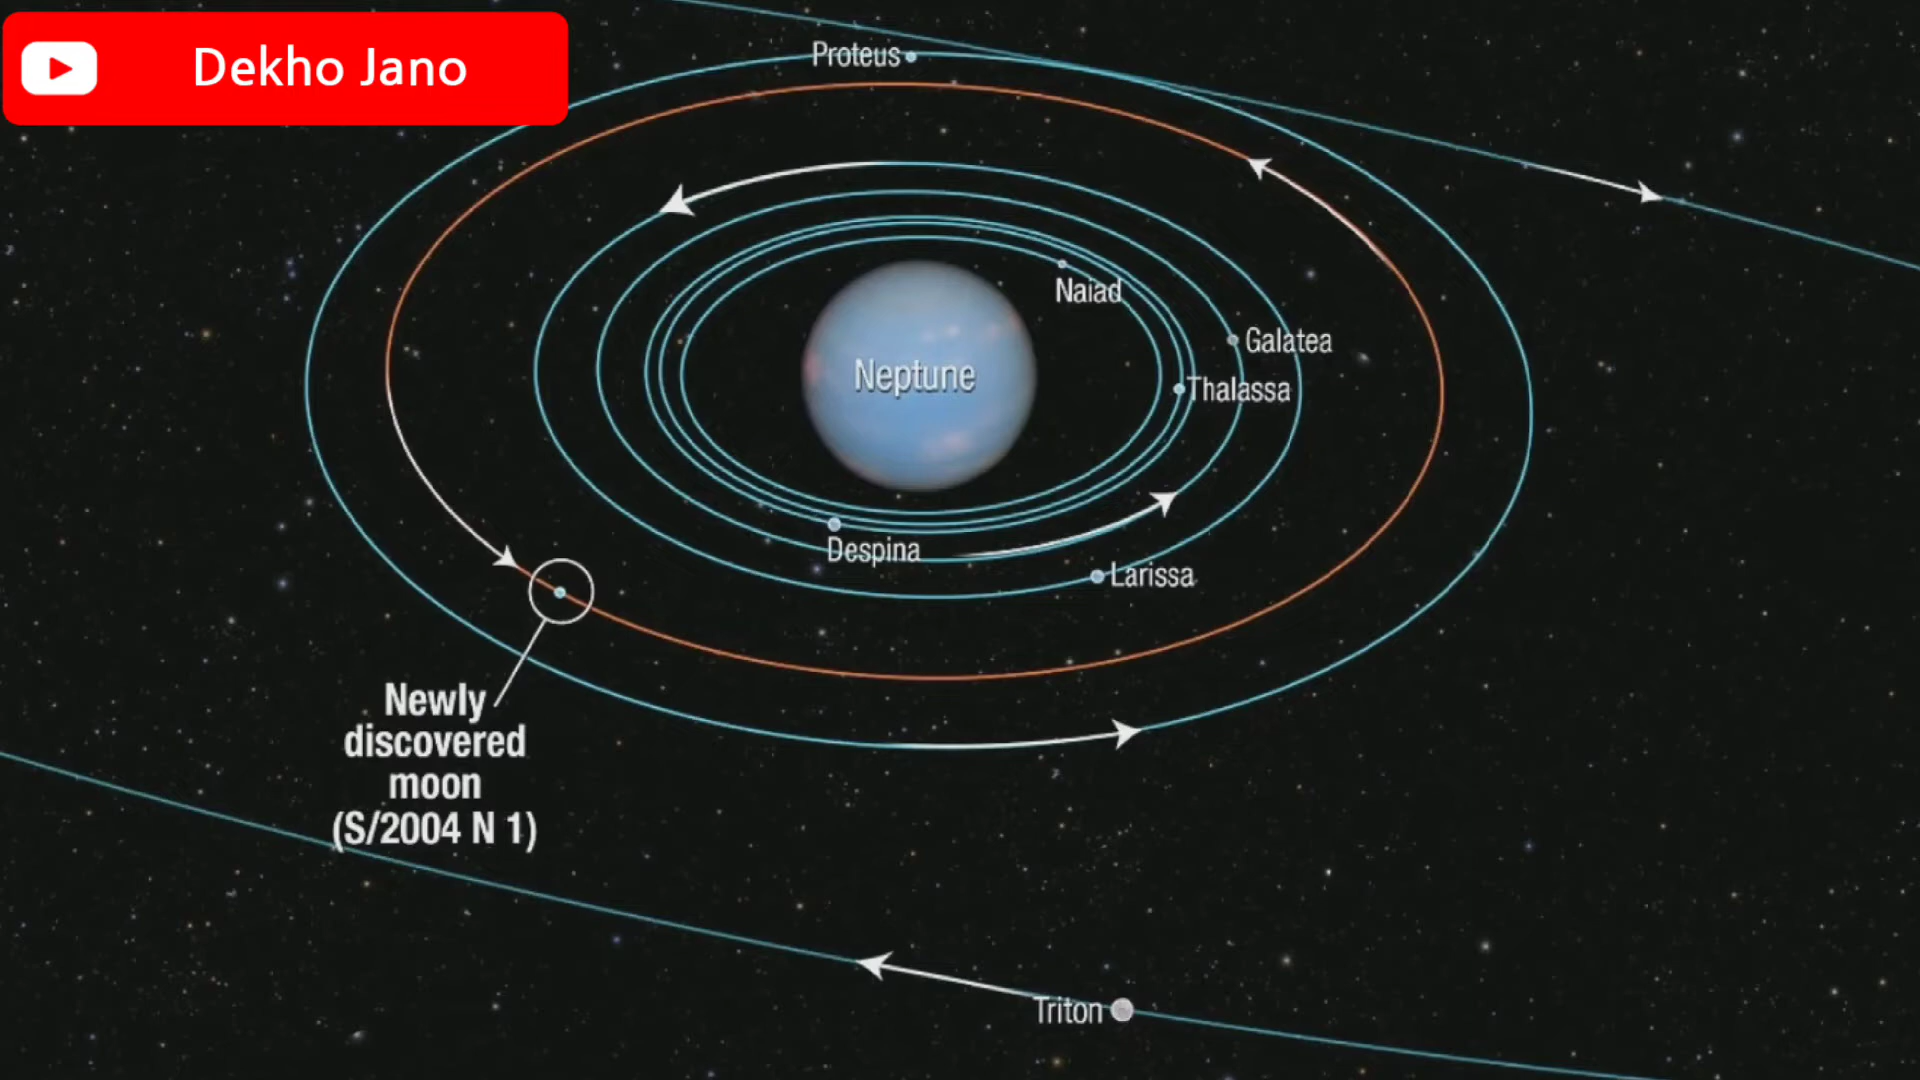 Dekho Jano
Proteus
Naiad
Galatea
Neptune
Thalassa
Despina
Larissa
Newly
discovered
moon
(S/2004 N 1)
Triton